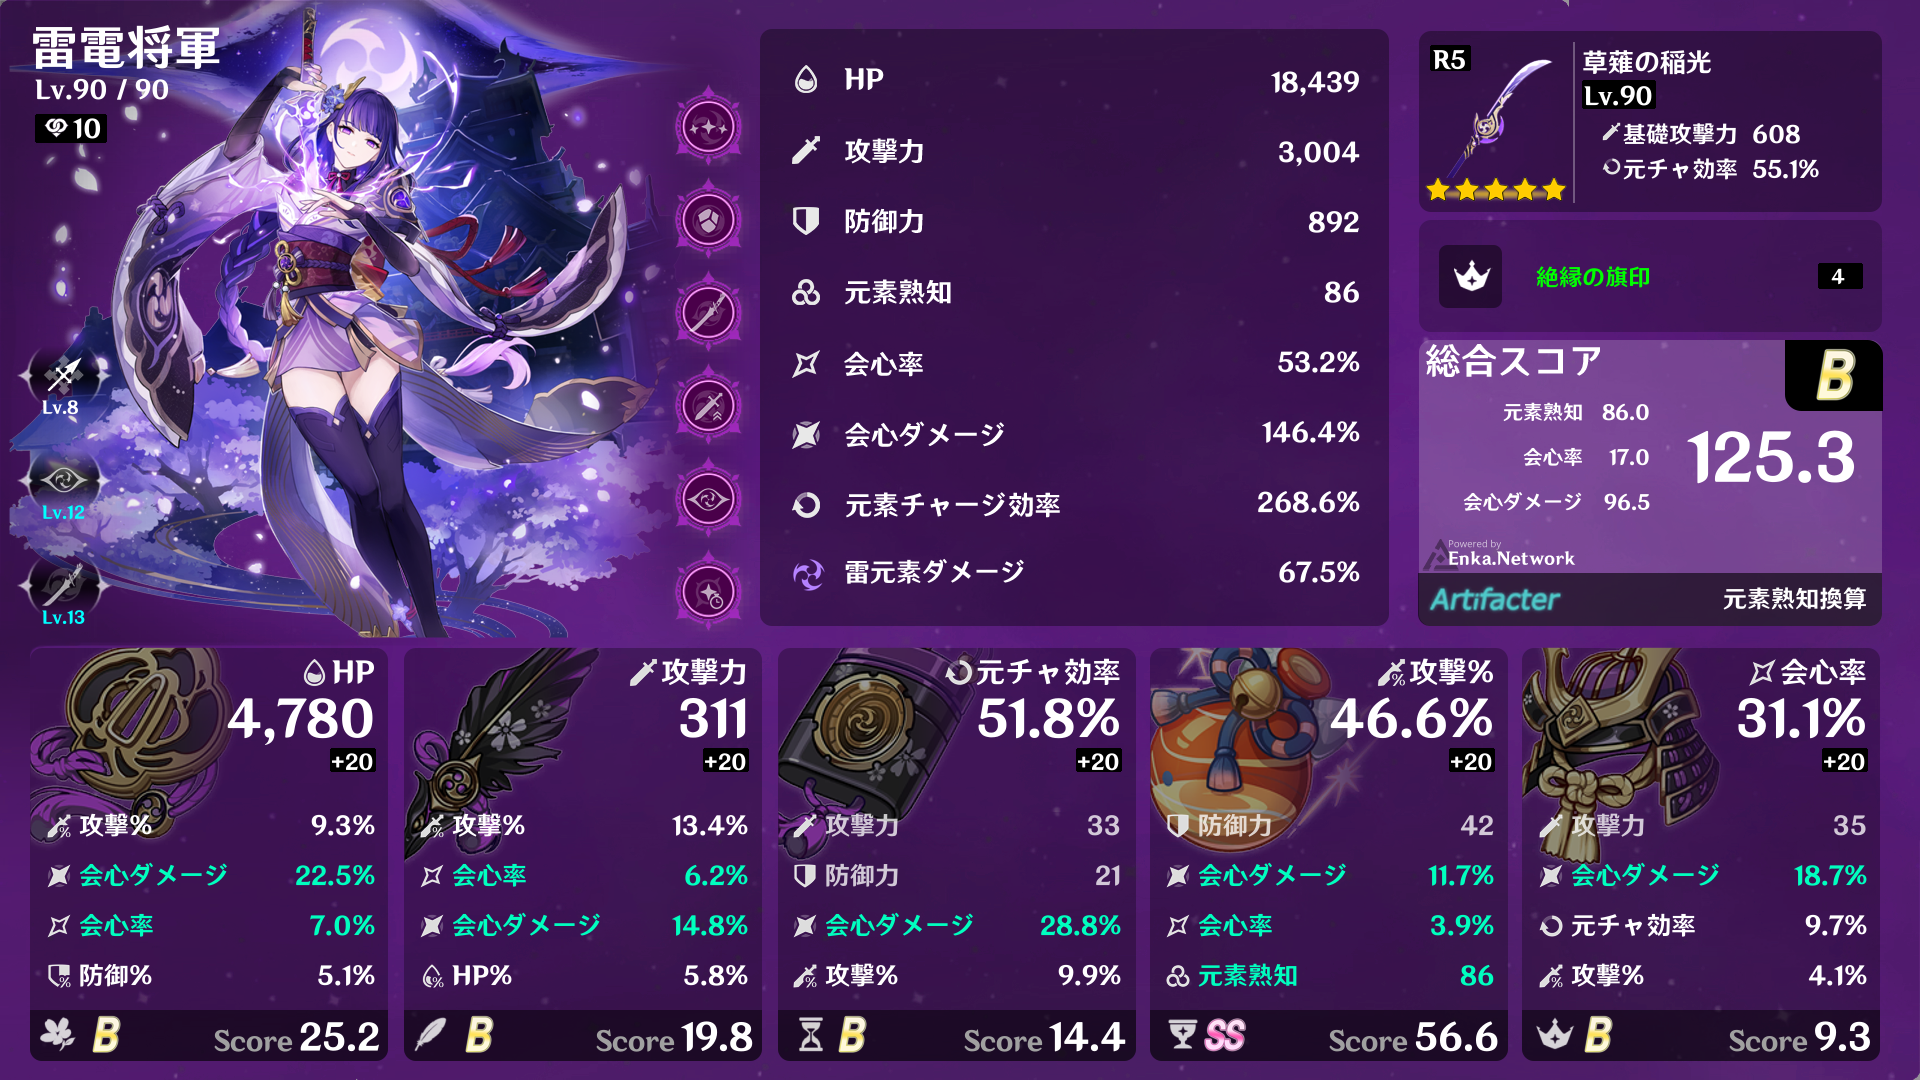 雷電将軍
Lv.90 / 90
10
Lv.8
Lv.12
Lv.13
HP 18,439
攻撃力 3,004
防御力 892
元素熟知 86
会心率 53.2%
会心ダメージ 146.4%
元素チャージ効率 268.6%
雷元素ダメージ 67.5%
R5
草薙の稲光
Lv.90
基礎攻撃力 608
元チャ効率 55.1%
絶縁の旗印 4
総合スコア B
元素熟知 86.0
会心率 17.0
会心ダメージ 96.5
125.3
Powered by
Enka.Network
Artifacter 元素熟知換算
HP
4,780
+20
攻撃% 9.3%
会心ダメージ 22.5%
会心率 7.0%
防御% 5.1%
B Score 25.2
攻撃力
311
+20
攻撃% 13.4%
会心率 6.2%
会心ダメージ 14.8%
HP% 5.8%
B Score 19.8
元チャ効率
51.8%
+20
攻撃力 33
防御力 21
会心ダメージ 28.8%
攻撃% 9.9%
B Score 14.4
攻撃%
46.6%
+20
防御力 42
会心ダメージ 11.7%
会心率 3.9%
元素熟知 86
SS Score 56.6
会心率
31.1%
+20
攻撃力 35
会心ダメージ 18.7%
元チャ効率 9.7%
攻撃% 4.1%
B Score 9.3